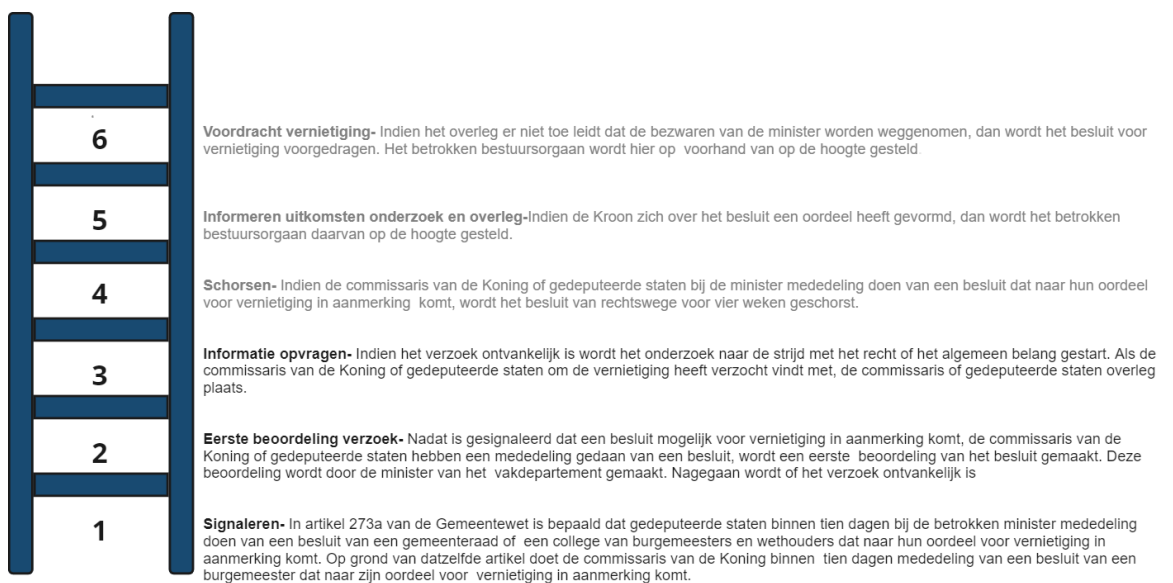 6
Voordracht vernietiging- Indien het overleg er niet toe leidt dat de bezwaren van de minister worden weggenomen, dan wordt het besluit voor
vernietiging voorgedragen. Het betrokken bestuursorgaan wordt hier op voorhand van op de hoogte gesteld.
5
Informeren uitkomsten onderzoek en overleg-Indien de Kroon zich over het besluit een oordeel heeft gevormd, dan wordt het betrokken
bestuursorgaan daarvan op de hoogte gesteld.
4
Schorsen- Indien de commissaris van de Koning of gedeputeerde staten bij de minister mededeling doen van een besluit dat naar hun oordeel
voor vernietiging in aanmerking komt, wordt het besluit van rechtswege voor vier weken geschorst.
3
Informatie opvragen- Indien het verzoek ontvankelijk is wordt het onderzoek naar de strijd met het recht of het algemeen belang gestart. Als de
commissaris van de Koning of gedeputeerde staten om de vernietiging heeft verzocht vindt met, de commissaris of gedeputeerde staten overleg
plaats.
2
Eerste beoordeling verzoek- Nadat is gesignaleerd dat een besluit mogelijk voor vernietiging in aanmerking komt, de commissaris van de
Koning of gedeputeerde staten hebben een mededeling gedaan van een besluit, wordt een eerste beoordeling van het besluit gemaakt. Deze
beoordeling wordt door de minister van het vakdepartement gemaakt. Nagegaan wordt of het verzoek ontvankelijk is
1
Signaleren- In artikel 273a van de Gemeentewet is bepaald dat gedeputeerde staten binnen tien dagen bij de betrokken minister mededeling
doen van een besluit van een gemeenteraad of een college van burgemeesters en wethouders dat naar hun oordeel voor vernietiging in
aanmerking komt. Op grond van datzelfde artikel doet de commissaris van de Koning binnen tien dagen mededeling van een besluit van een
burgemeester dat naar zijn oordeel voor vernietiging in aanmerking komt.